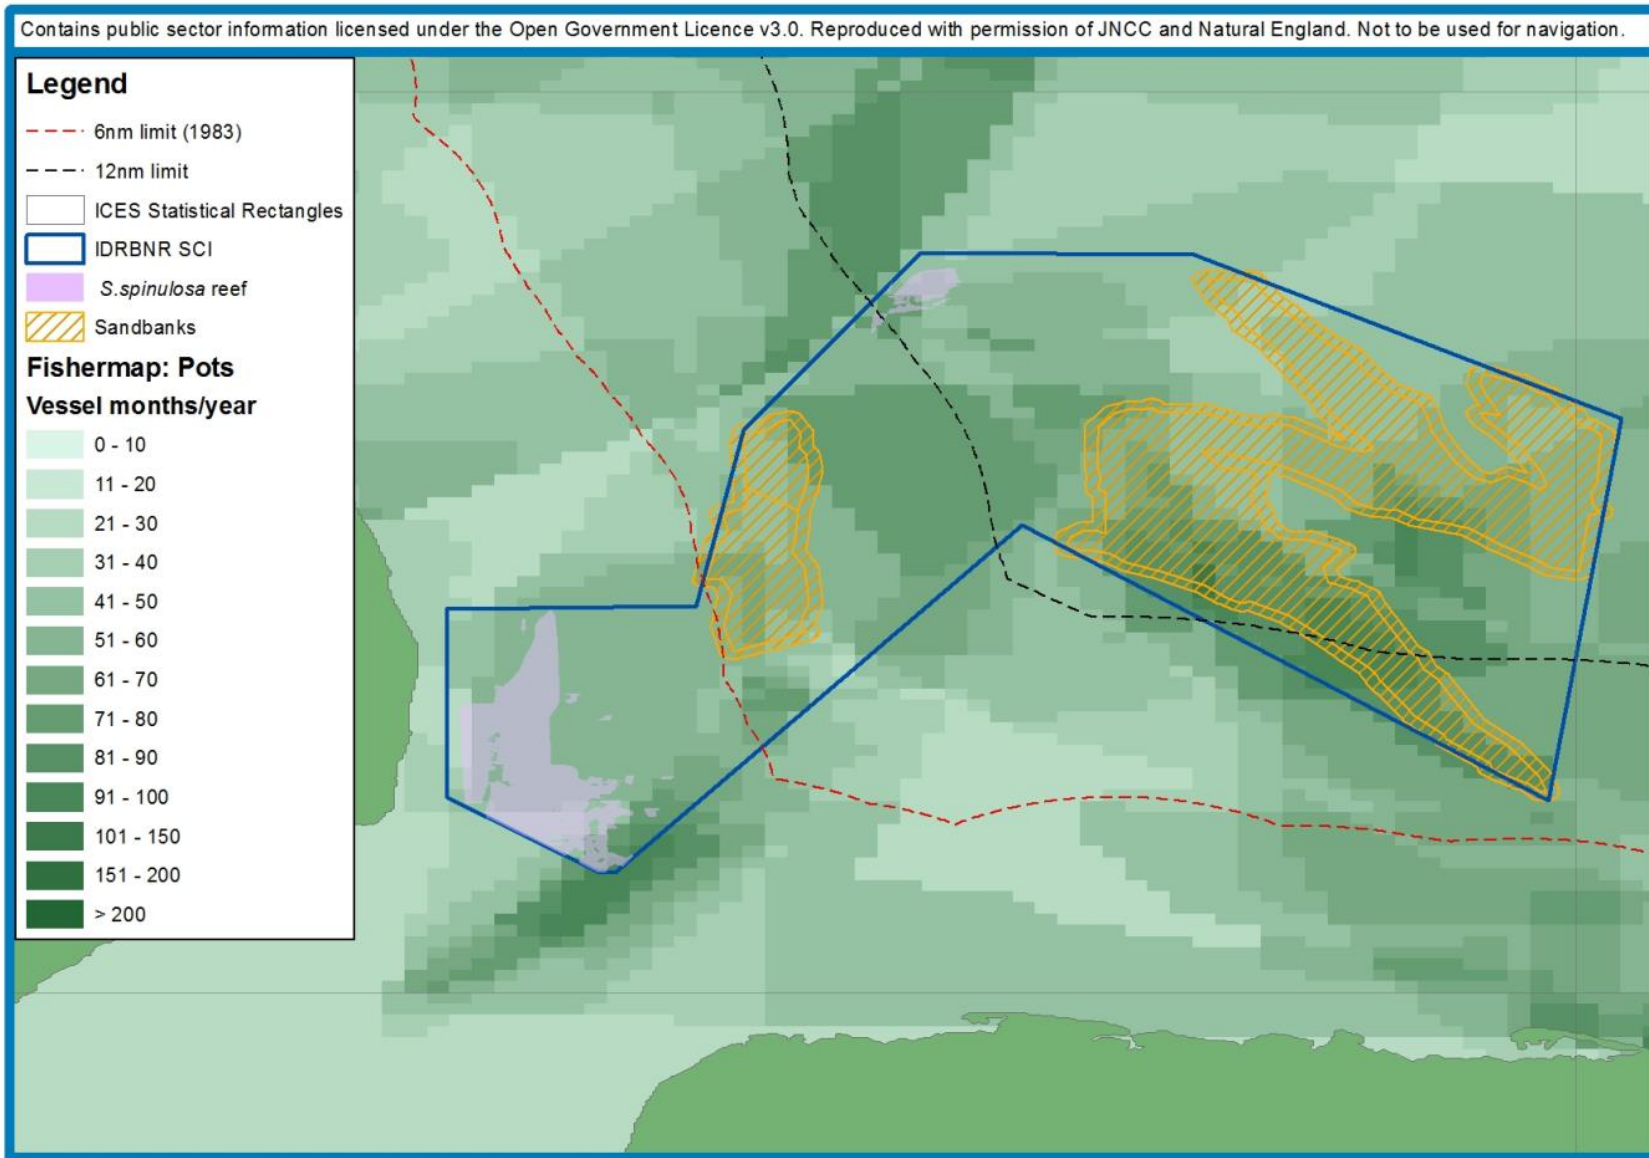 Contains public sector information licensed under the Open Government Licence v3.0. Reproduced with permission of JNCC and Natural England. Not to be used for navigation.
Legend
6nm limit (1983)
12nm limit
ICES Statistical Rectangles
IDRBNR SCI
S.spinulosa reef
Sandbanks
Fishermap: Pots
Vessel months/year
0 - 10
11 - 20
21 - 30
31 - 40
41 - 50
51 - 60
61 - 70
71 - 80
81 - 90
91 - 100
101 - 150
151 - 200
> 200